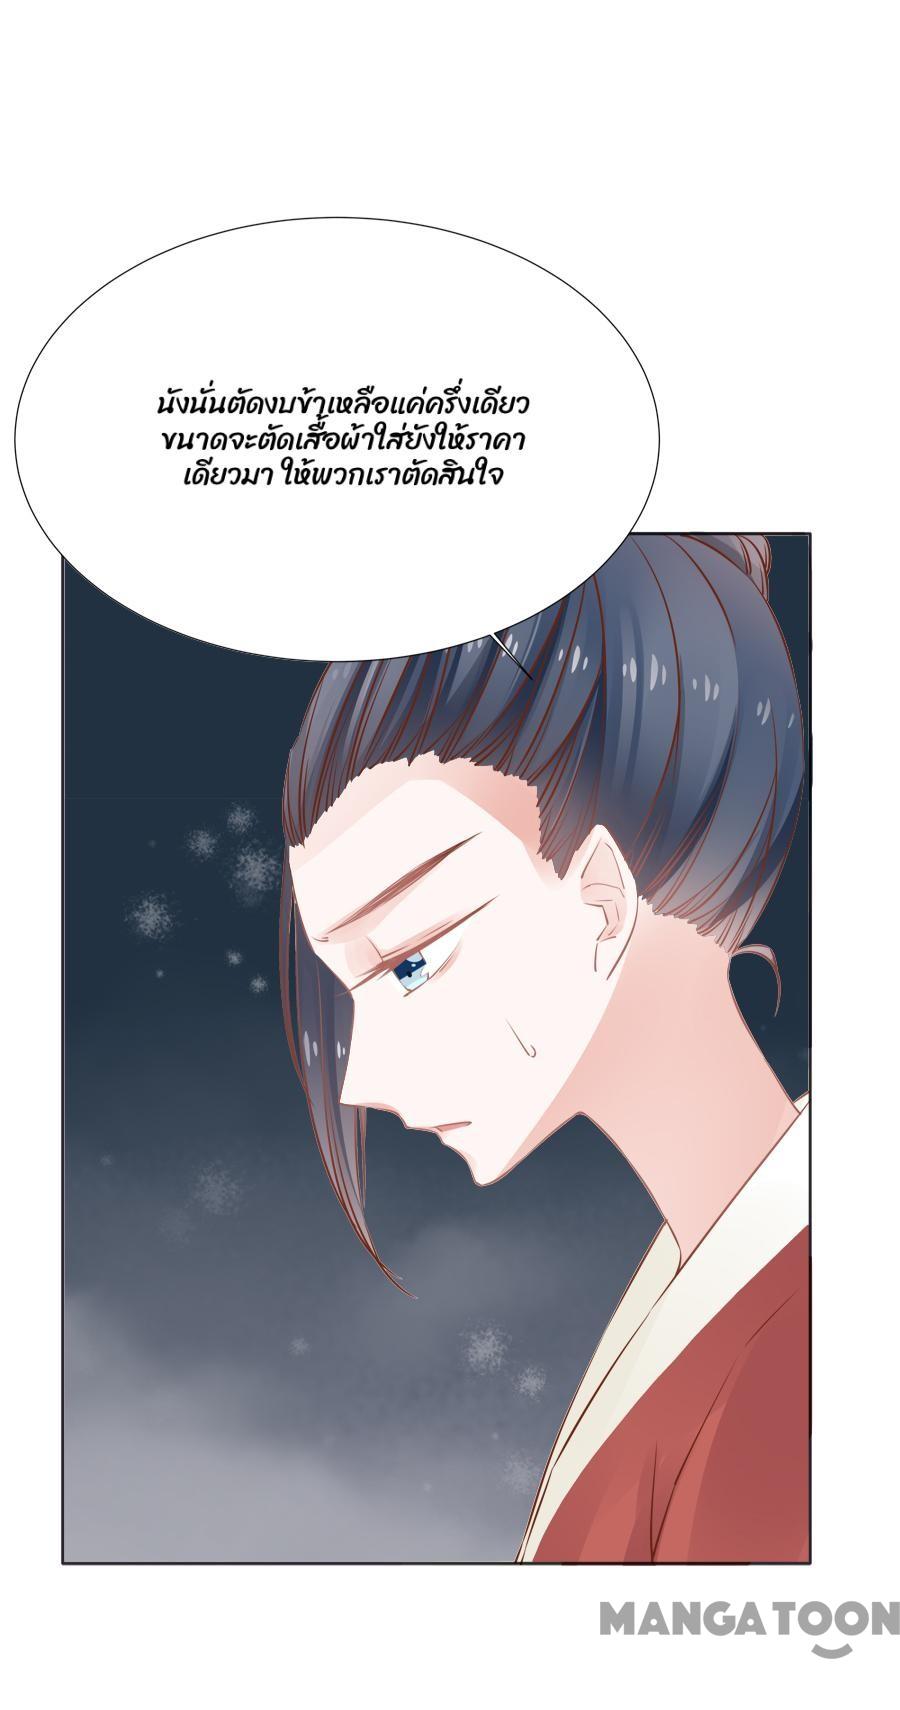 นังนั่นตัดงบข้าเหลือแค่ครึ่งเดียว
ขนาดจะตัดเสื้อผ้าใส่ยังให้ราคา
เดียวมา ให้พวกเราตัดสินใจ
MANGATOON